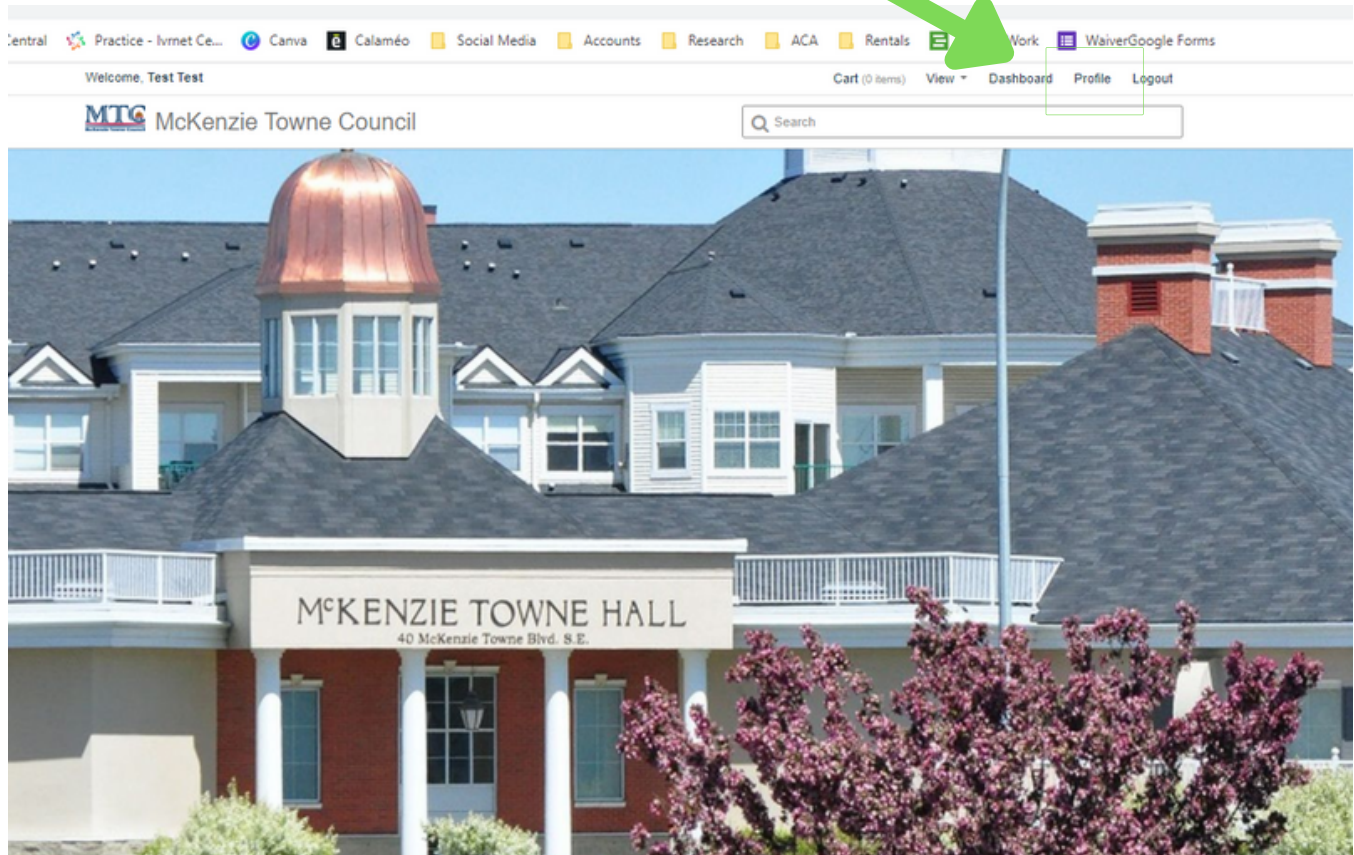 Central Practice - Ivrnet Ce... Canva Calaméo Social Media Accounts Research ACA Rentals Work WaiverGoogle Forms
Welcome, Test Test Cart (0 items) View Dashboard Profile Logout
MTC McKenzie Towne Council Search
MCKENZIE TOWNE HALL
40 McKenzie Towne Blvd. S.E.